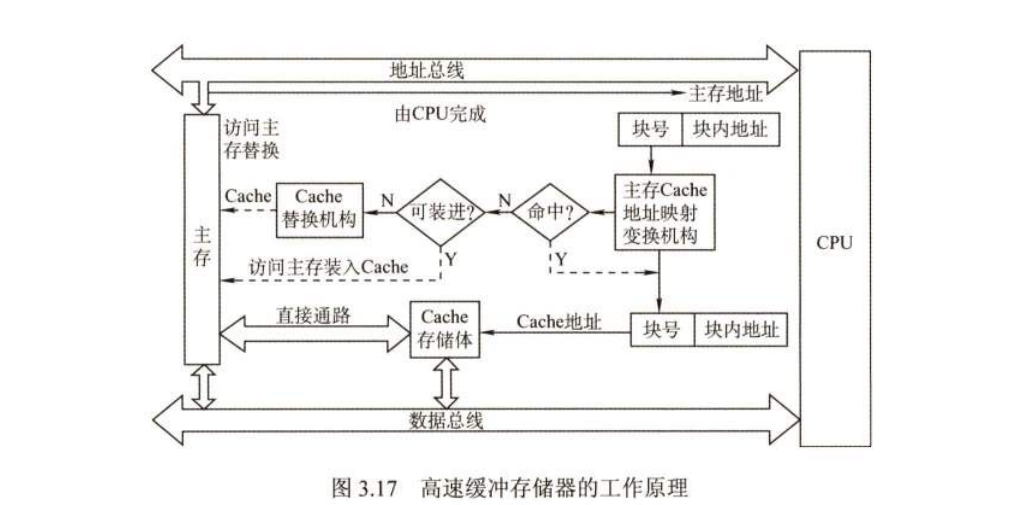 地址总线
主存地址
由CPU完成
访问主
存替换
块号 块内地址
Cache
Cache
替换机构
N
可装进?
N
命中?
主存Cache
地址映射
变换机构
主存
CPU
Y
Y
访问主存装入Cache
直接通路
Cache
存储体
Cache地址
块号 块内地址
数据总线
图 3.17 高速缓冲存储器的工作原理